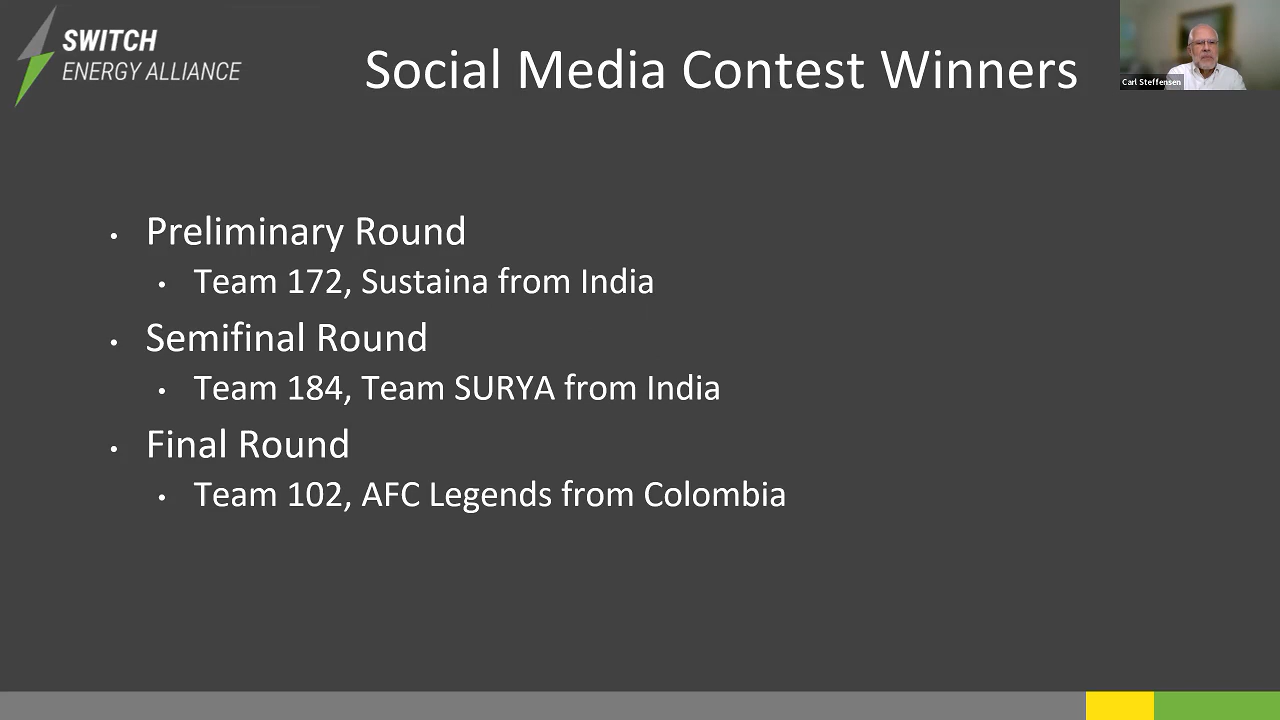 SWITCH
ENERGY ALLIANCE
Social Media Contest Winners
Carl Steffensen
• Preliminary Round
• Team 172, Sustaina from India
• Semifinal Round
• Team 184, Team SURYA from India
• Final Round
• Team 102, AFC Legends from Colombia